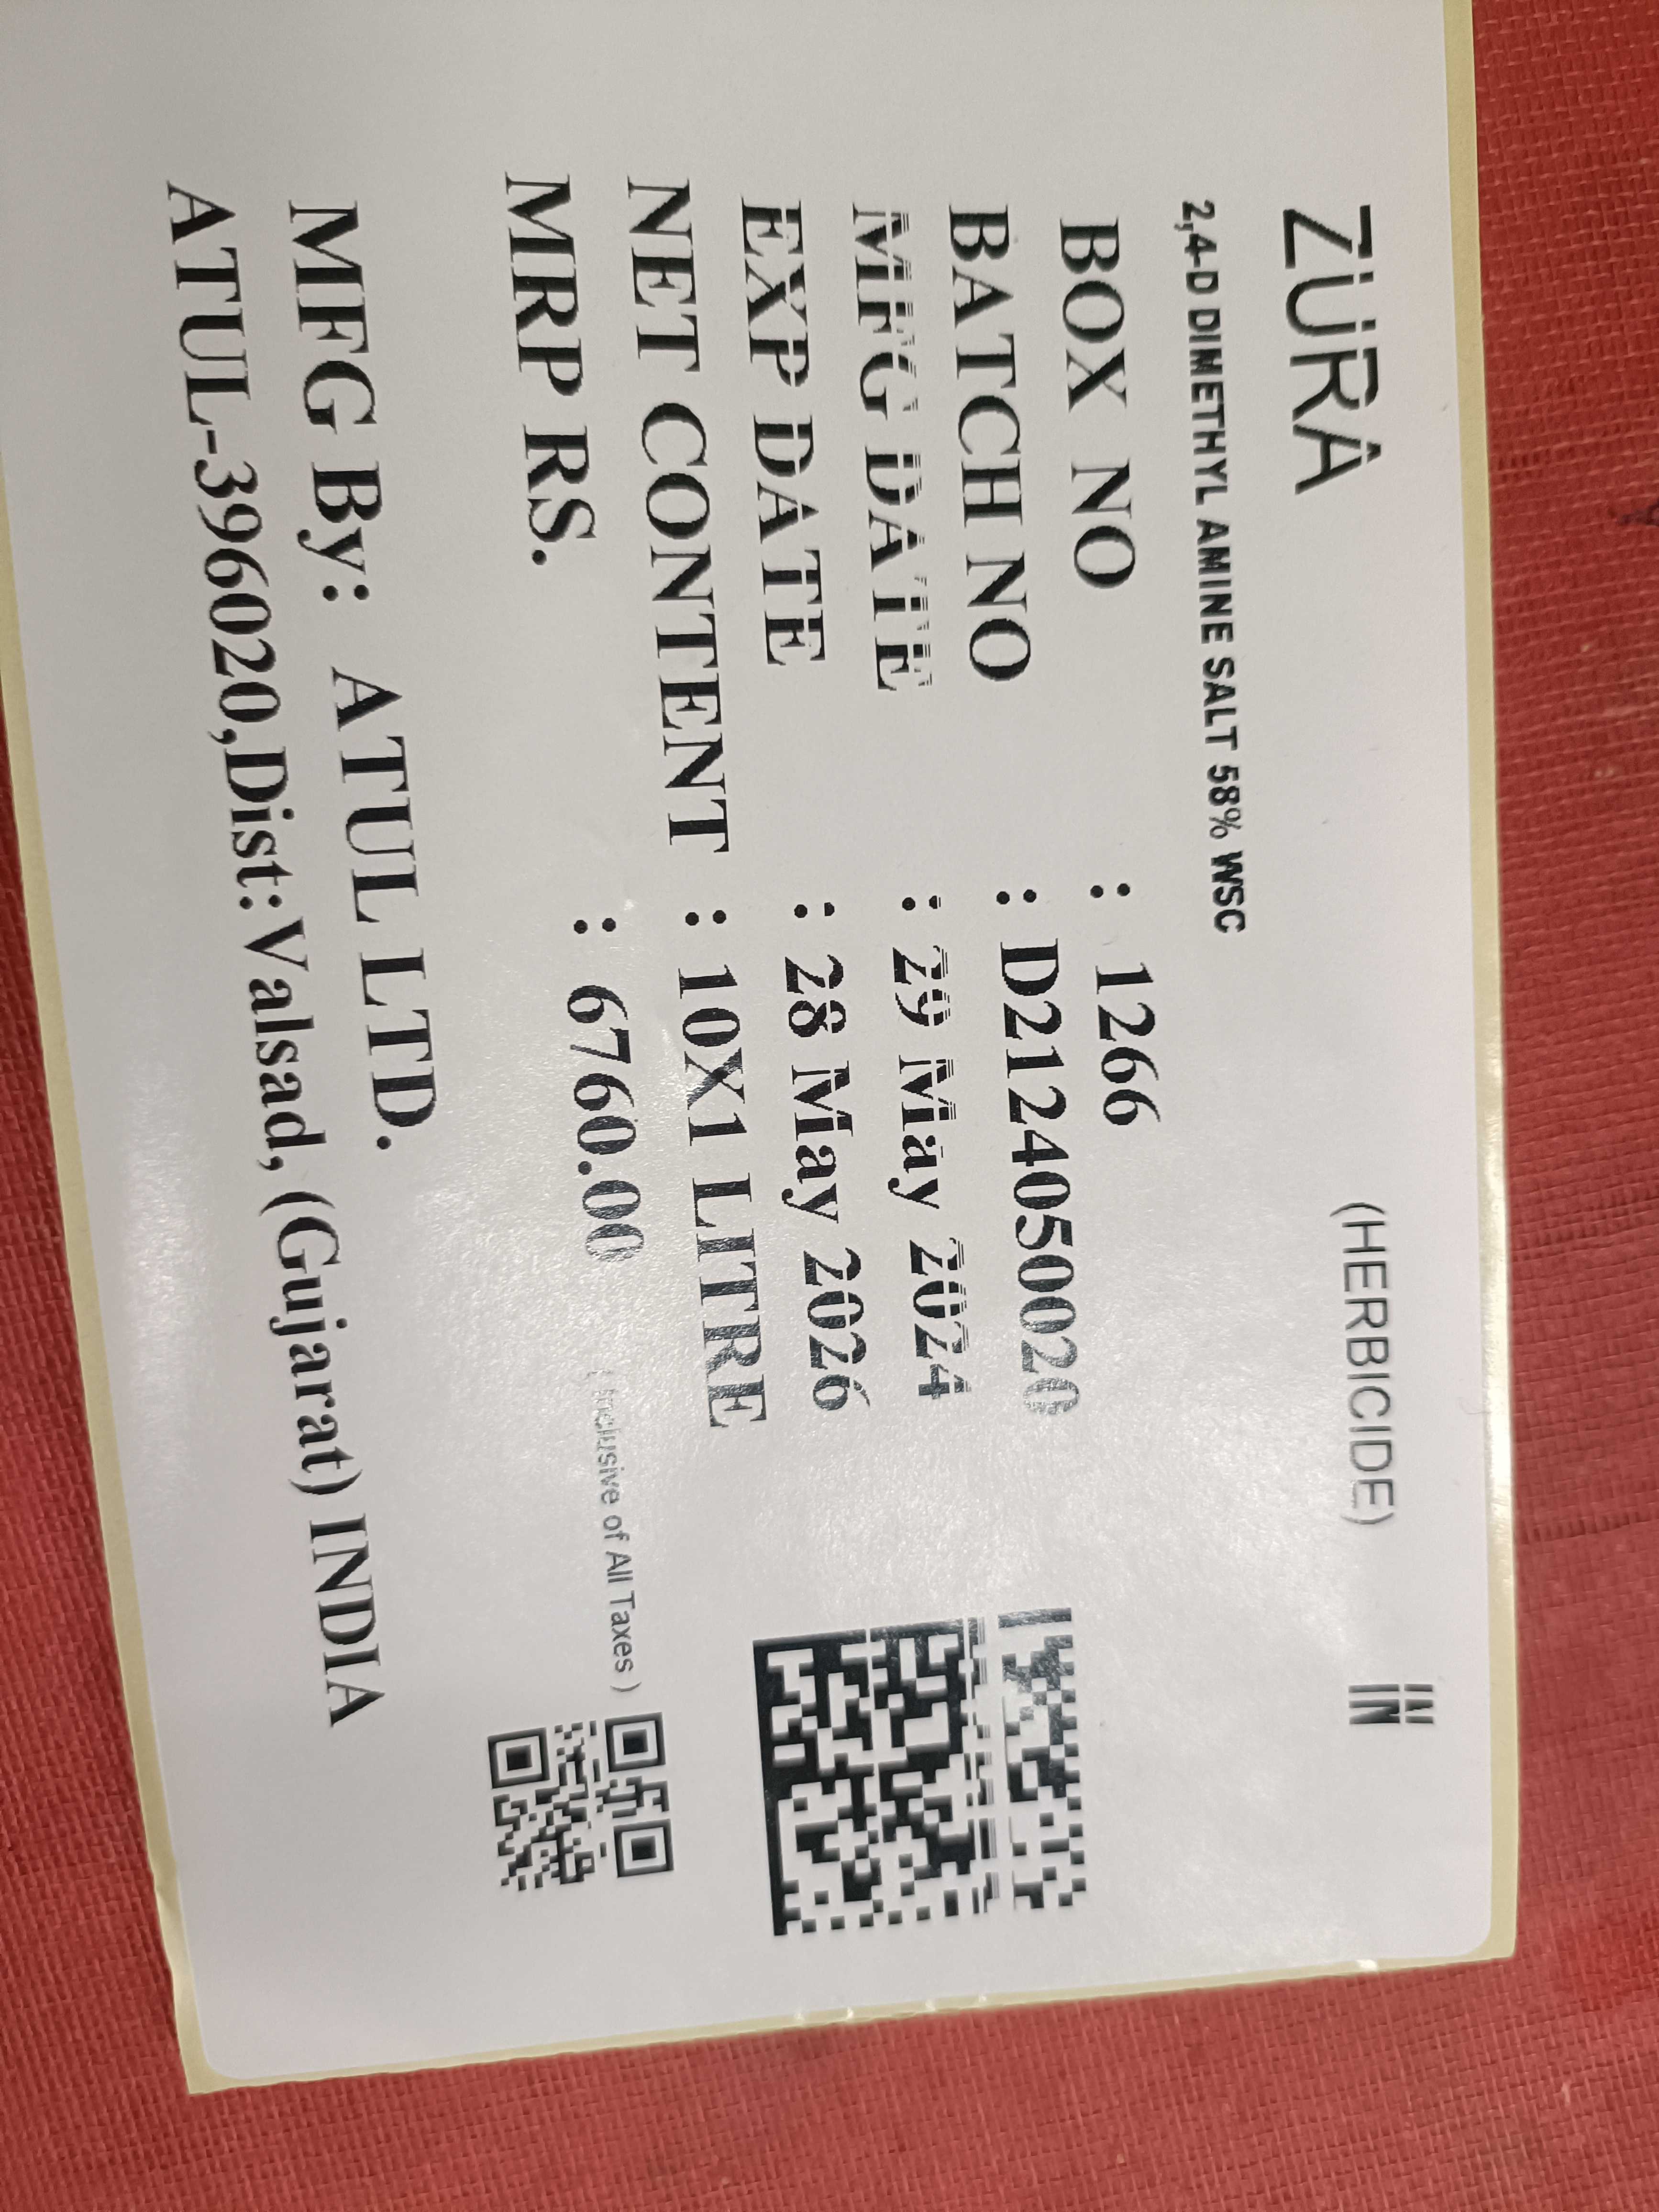 ZURA (HERBICIDE) IN
2,4-D DIMETHYL AMINE SALT 58% WSC
BOX NO : 1266
BATCH NO : D2124050020
MFG DATE : 29 May 2024
EXP DATE : 28 May 2026
NET CONTENT : 10X1 LITRE
MRP RS. : 6760.00 ( Inclusive of All Taxes )
MFG By: ATUL LTD.
ATUL-396020,Dist:Valsad, (Gujarat) INDIA